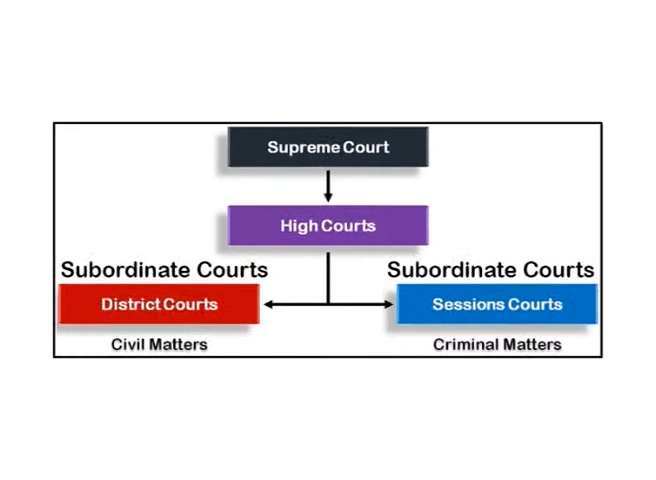 Supreme Court
High Courts
Subordinate Courts
Subordinate Courts
District Courts
Sessions Courts
Civil Matters
Criminal Matters